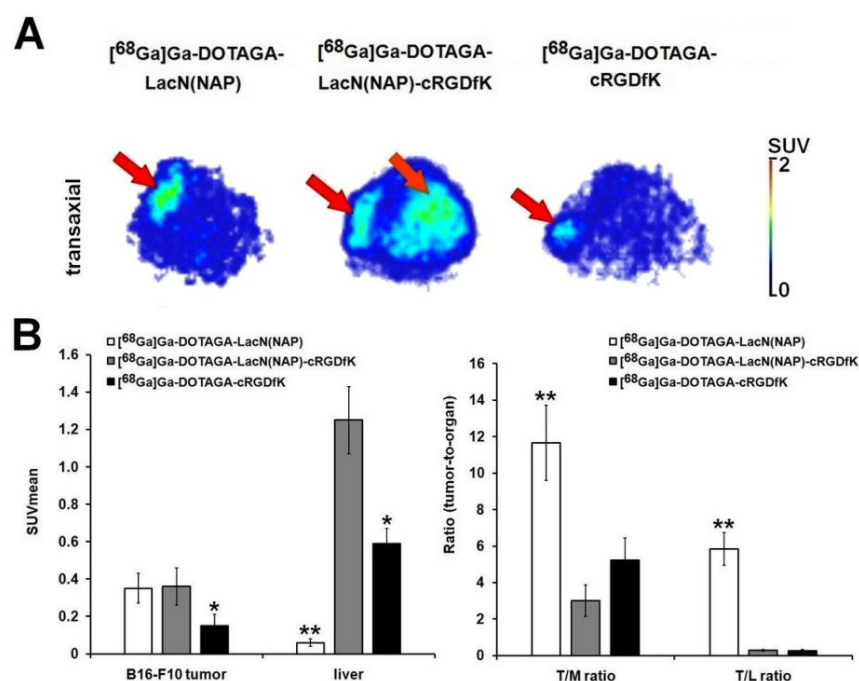 A
[⁶⁸Ga]Ga-DOTAGA-
LacN(NAP)
[⁶⁸Ga]Ga-DOTAGA-
LacN(NAP)-cRGDfK
[⁶⁸Ga]Ga-DOTAGA-
cRGDfK
transaxial
SUV
2
0
B
[⁶⁸Ga]Ga-DOTAGA-LacN(NAP)
[⁶⁸Ga]Ga-DOTAGA-LacN(NAP)-cRGDfK
[⁶⁸Ga]Ga-DOTAGA-cRGDfK
SUVmean
1.6
1.4
1.2
1.0
0.8
0.6
0.4
0.2
0
*
**
*
B16-F10 tumor
liver
[⁶⁸Ga]Ga-DOTAGA-LacN(NAP)
[⁶⁸Ga]Ga-DOTAGA-LacN(NAP)-cRGDfK
[⁶⁸Ga]Ga-DOTAGA-cRGDfK
Ratio (tumor-to-organ)
16
14
12
10
8
6
4
2
0
**
**
T/M ratio
T/L ratio